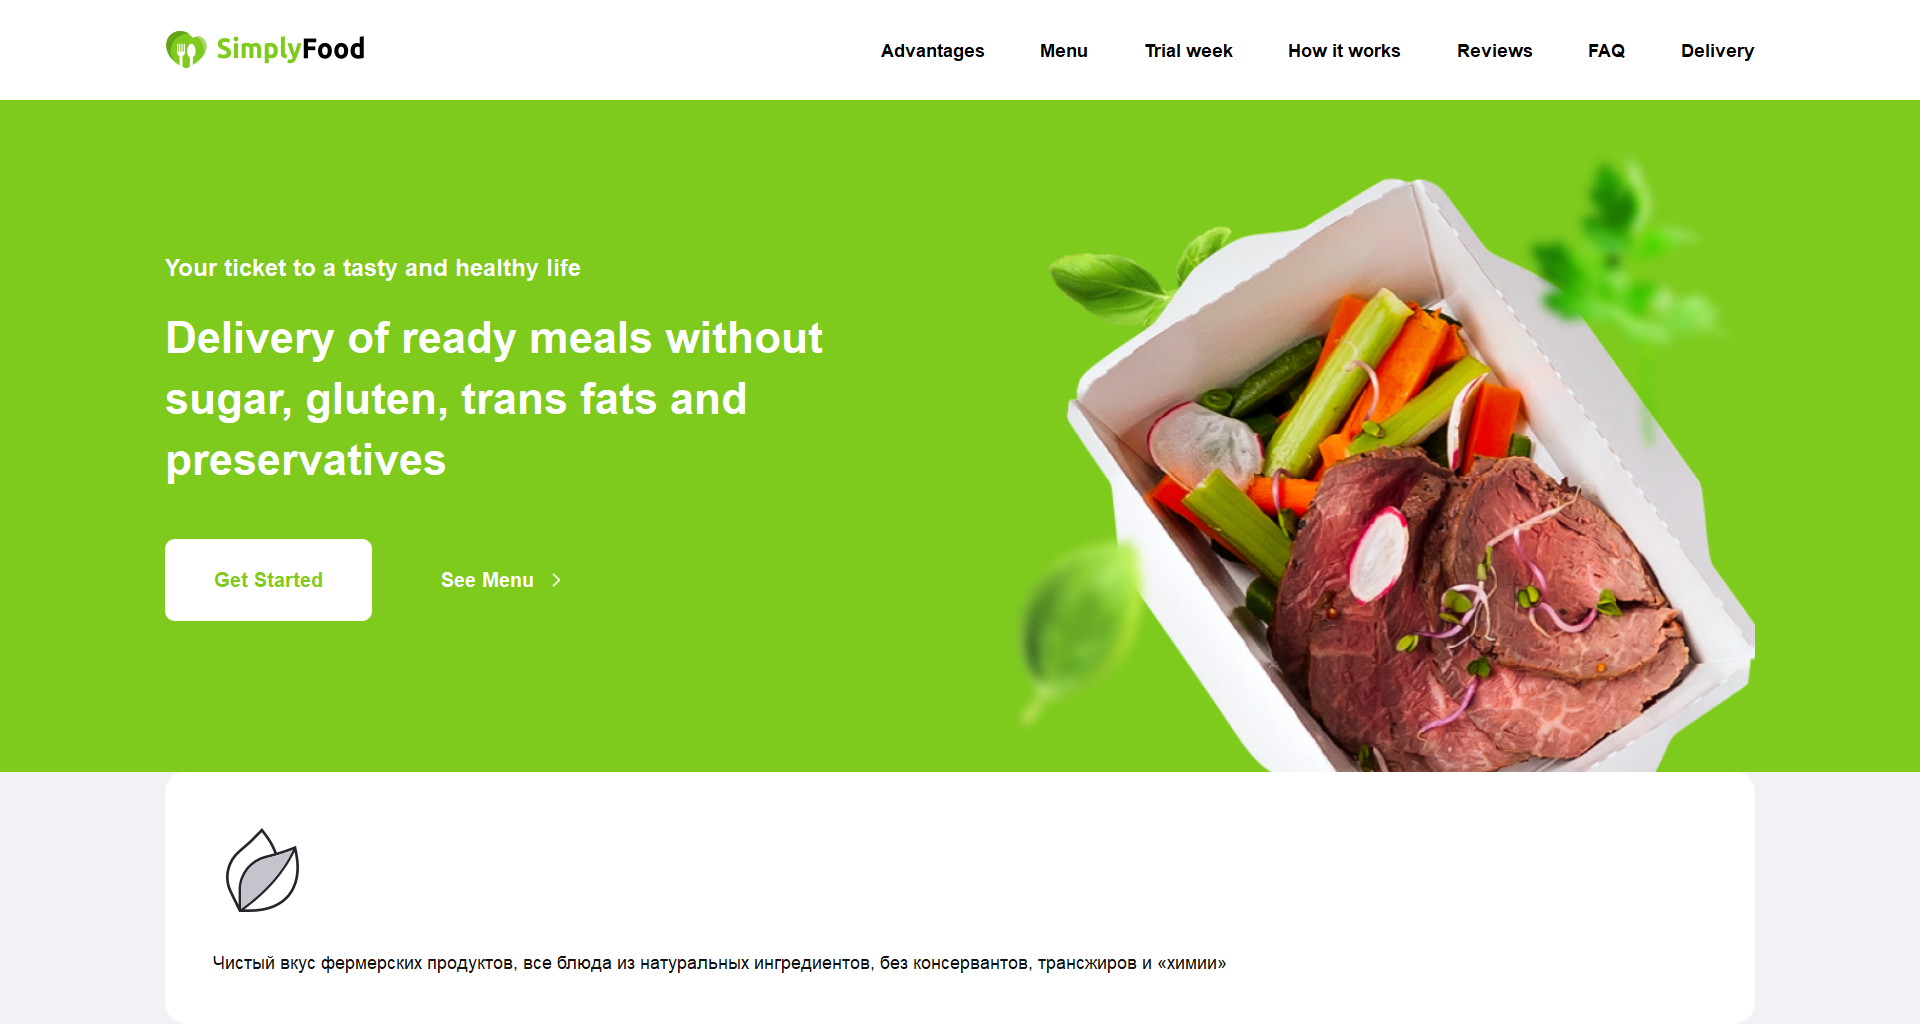 SimplyFood
Advantages Menu Trial week How it works Reviews FAQ Delivery
Your ticket to a tasty and healthy life
Delivery of ready meals without
sugar, gluten, trans fats and
preservatives
Get Started See Menu
Чистый вкус фермерских продуктов, все блюда из натуральных ингредиентов, без консервантов, трансжиров и «химии»